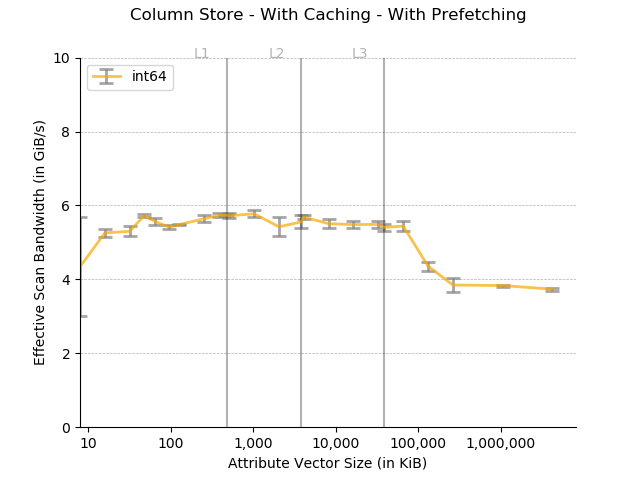 Column Store - With Caching - With Prefetching
L1 L2 L3
int64
Effective Scan Bandwidth (in GiB/s)
10
8
6
4
2
0
10 100 1,000 10,000 100,000 1,000,000
Attribute Vector Size (in KiB)